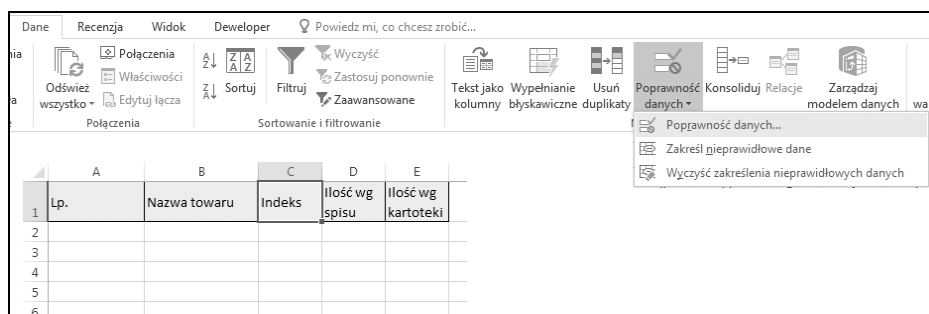 Dane Recenzja Widok Deweloper Powiedz mi, co chcesz zrobić...
Odśwież wszystko
Połączenia
Właściwości
Edytuj łącza
Połączenia
Sortuj
Filtruj
Wyczyść
Zastosuj ponownie
Zaawansowane
Sortowanie i filtrowanie
Tekst jako kolumny
Wypełnianie błyskawiczne
Usuń duplikaty
Poprawność danych
Konsoliduj
Relacje
Zarządzaj modelem danych
Poprawność danych...
Zakreśl nieprawidłowe dane
Wyczyść zakreślenia nieprawidłowych danych
A B C D E
1 Lp. Nazwa towaru Indeks Ilość wg spisu Ilość wg kartoteki
2
3
4
5
6